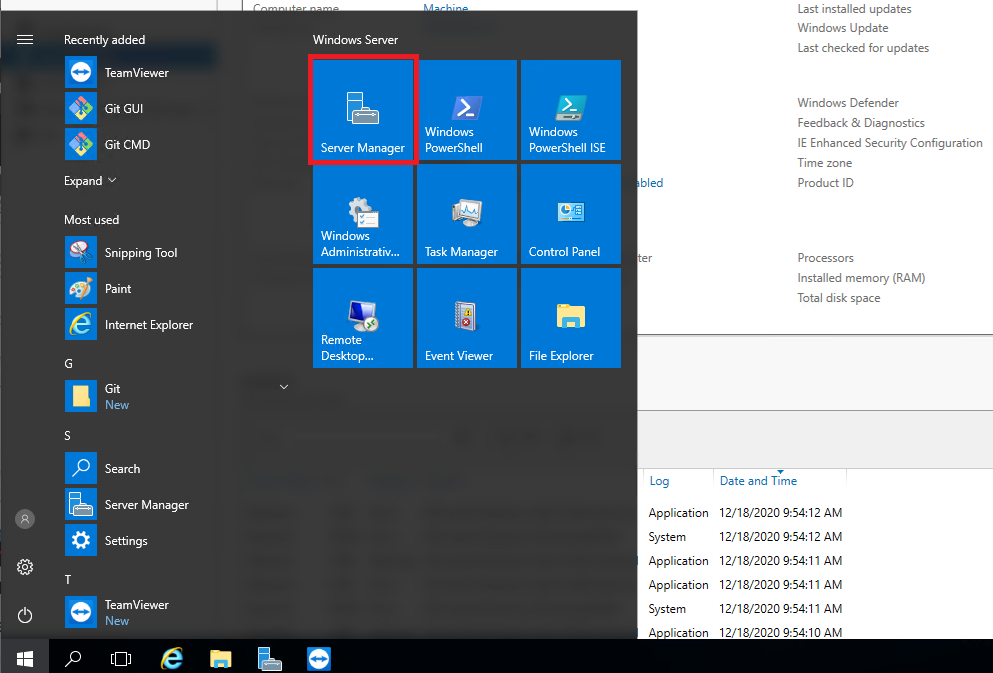 Computer name
Machine
Last installed updates
Windows Update
Last checked for updates
Recently added
TeamViewer
Git GUI
Git CMD
Expand
Most used
Snipping Tool
Paint
Internet Explorer
G
Git
New
S
Search
Server Manager
Settings
T
TeamViewer
New
Windows Server
Server Manager
Windows
PowerShell
Windows
PowerShell ISE
Windows
Administrativ...
Task Manager
Control Panel
Remote
Desktop...
Event Viewer
File Explorer
Windows Defender
Feedback & Diagnostics
IE Enhanced Security Configuration
Time zone
Product ID
abled
ter
Processors
Installed memory (RAM)
Total disk space
Log Date and Time
Application 12/18/2020 9:54:12 AM
System 12/18/2020 9:54:12 AM
Application 12/18/2020 9:54:11 AM
Application 12/18/2020 9:54:11 AM
System 12/18/2020 9:54:11 AM
Application 12/18/2020 9:54:10 AM